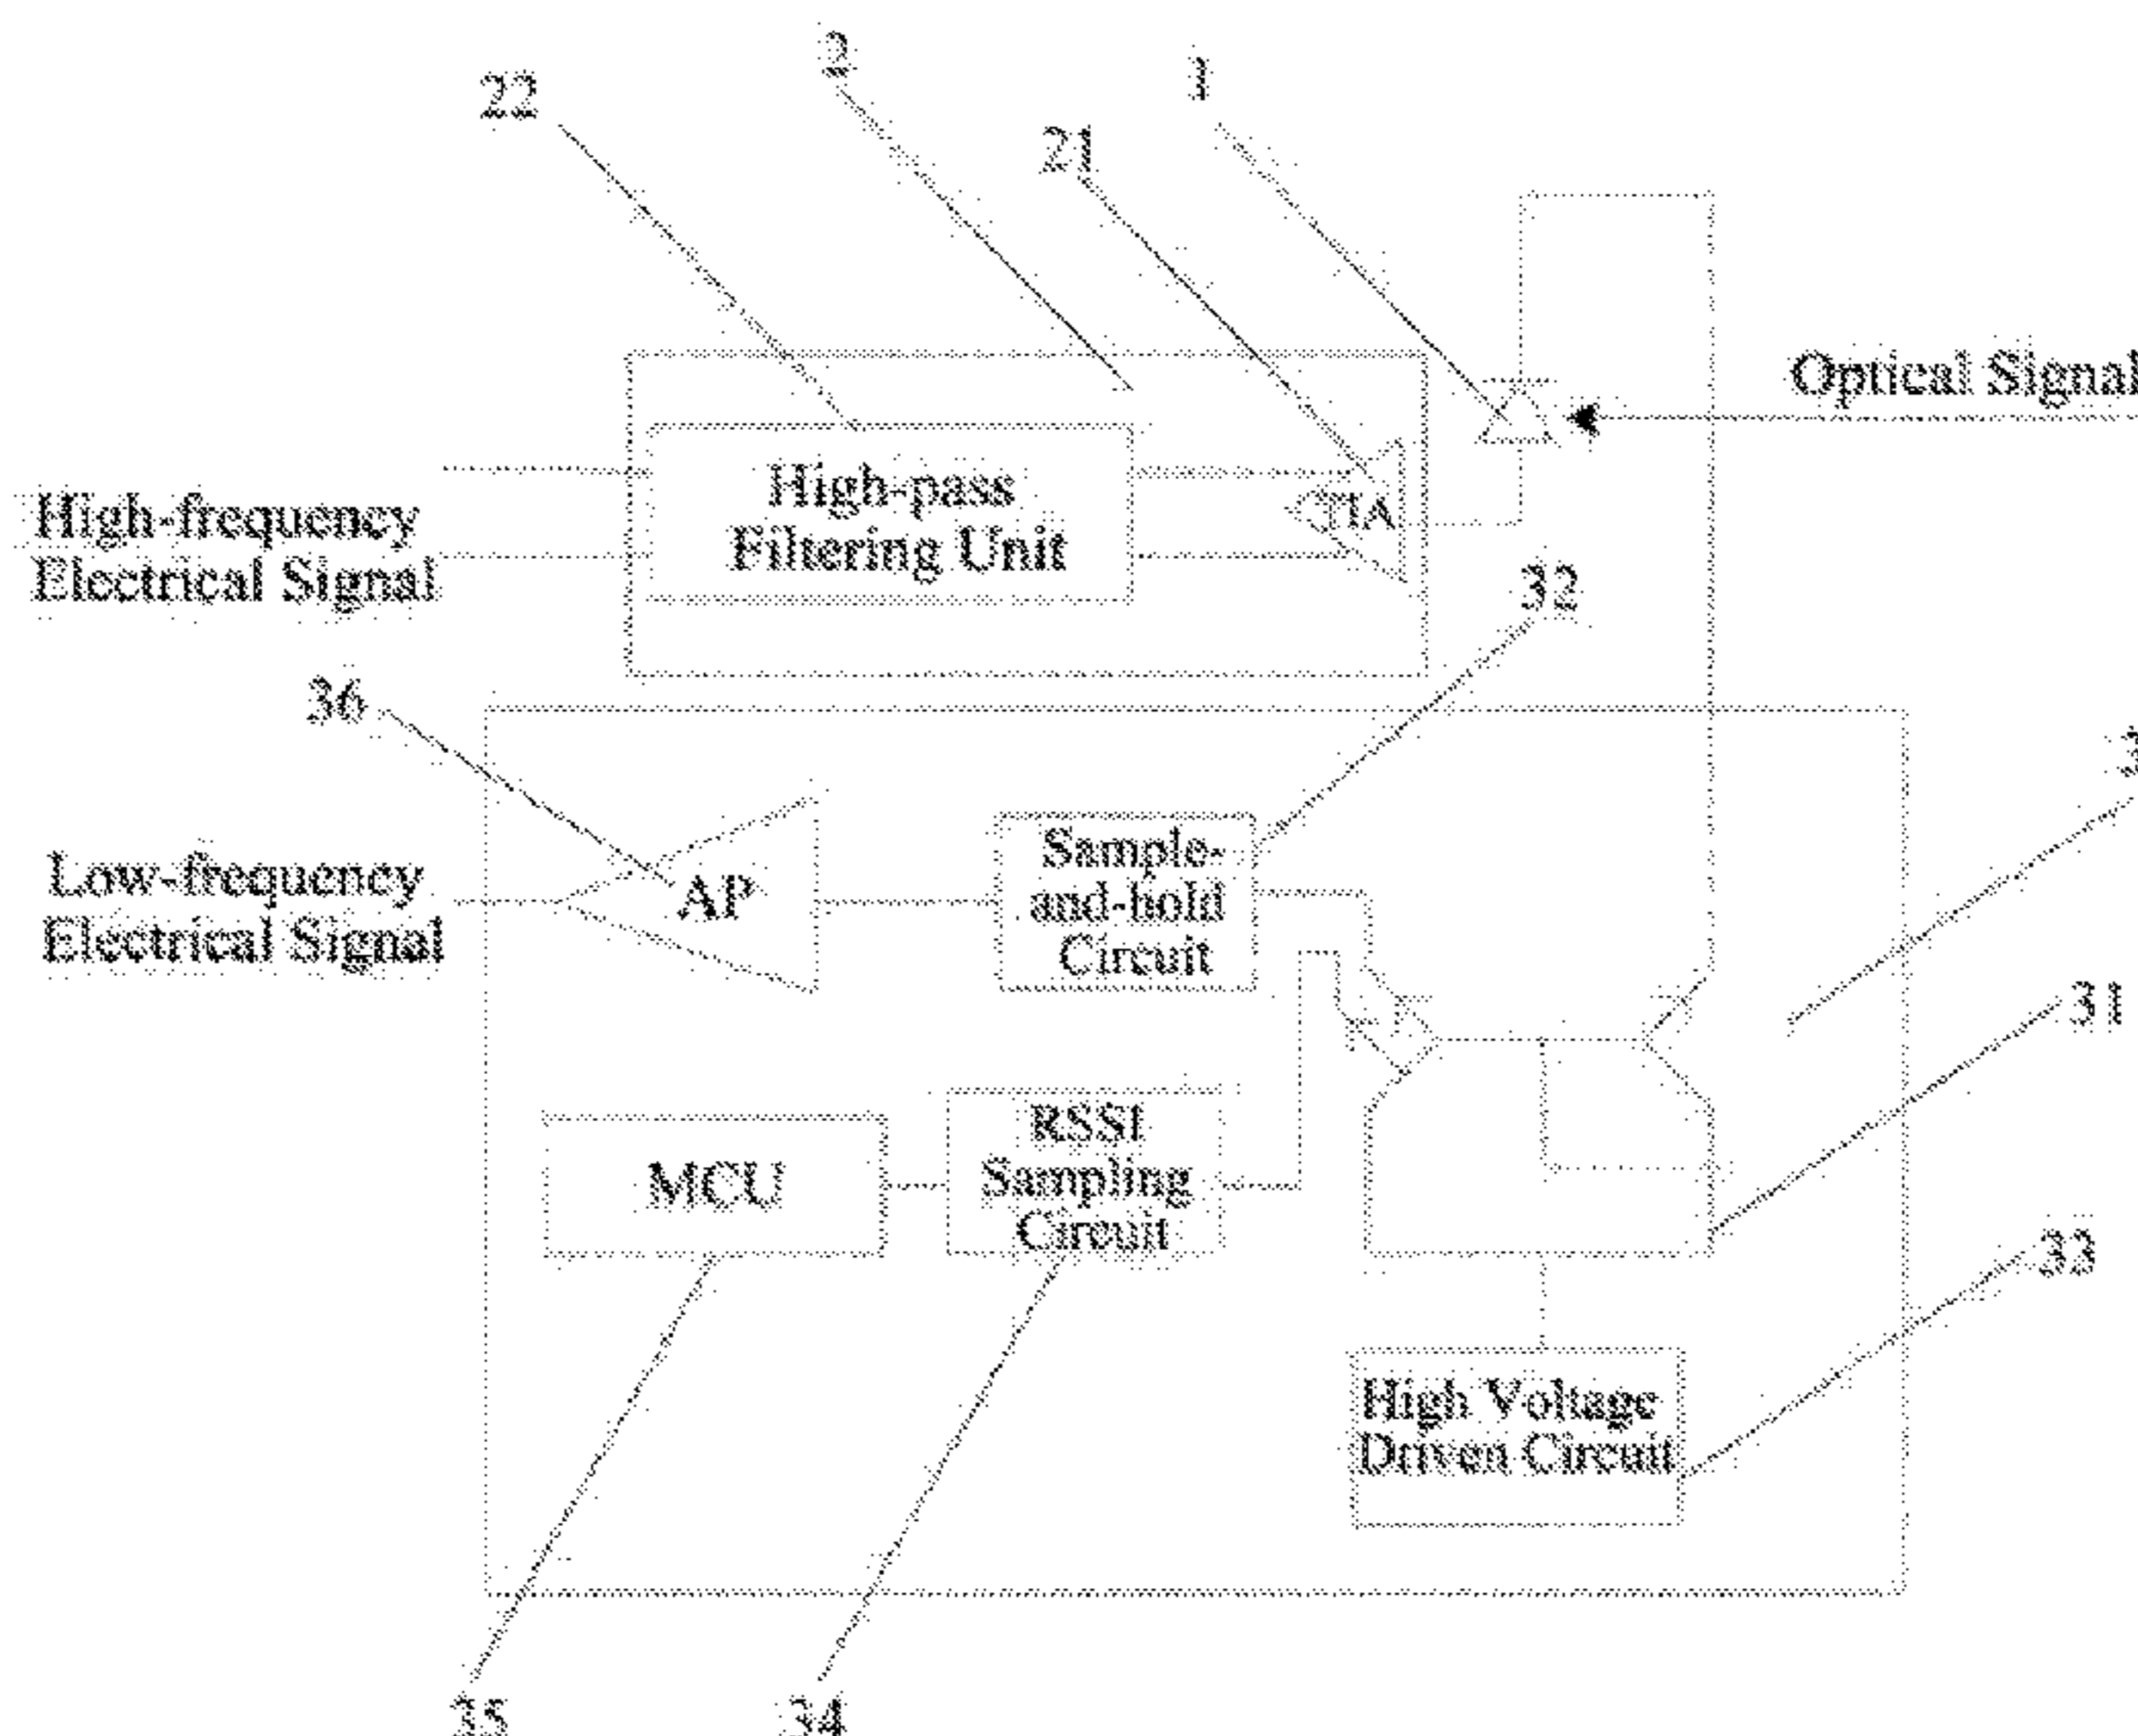 2
1
22
21
Optical Signal
High-pass
Filtering Unit
TIA
High-frequency
Electrical Signal
32
36
3
Sample-
and-hold
Circuit
AP
Low-frequency
Electrical Signal
31
RSSI
Sampling
Circuit
MCU
33
High Voltage
Driven Circuit
35
34